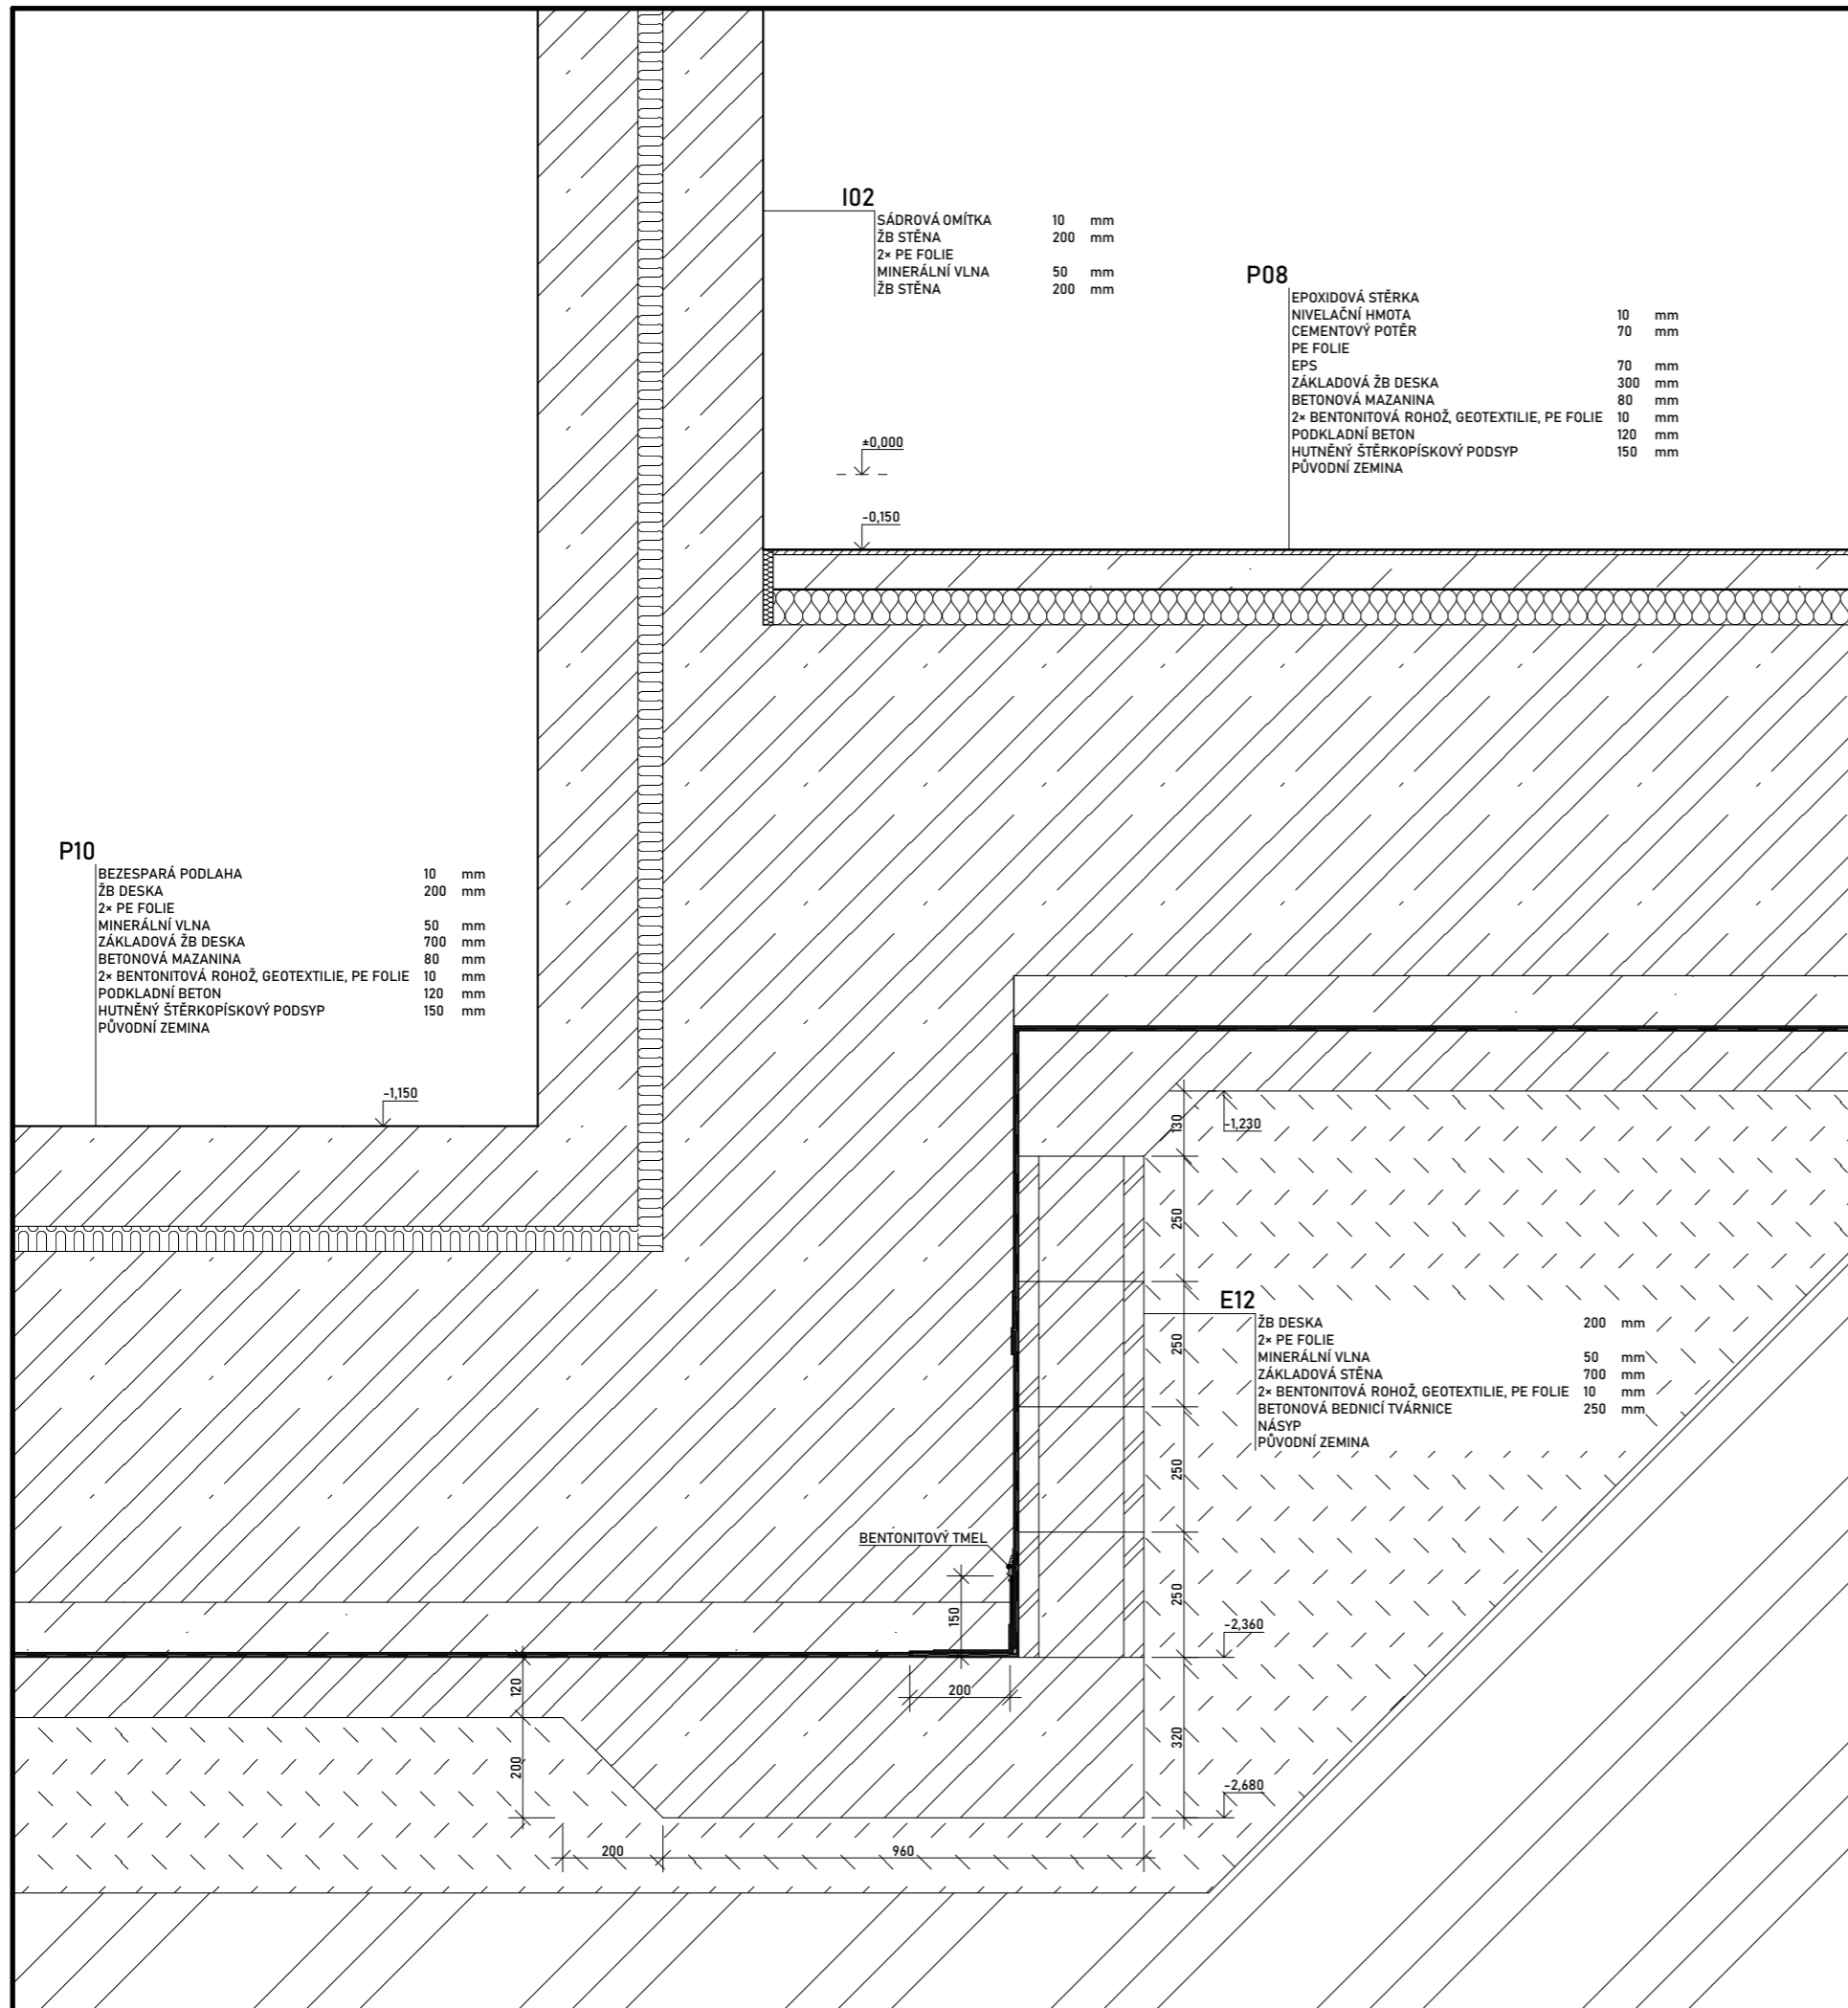 I02
SÁDROVÁ OMÍTKA 10 mm
ŽB STĚNA 200 mm
2× PE FOLIE
MINERÁLNÍ VLNA 50 mm
ŽB STĚNA 200 mm
P08
EPOXIDOVÁ STĚRKA
NIVELAČNÍ HMOTA 10 mm
CEMENTOVÝ POTĚR 70 mm
PE FOLIE
EPS 70 mm
ZÁKLADOVÁ ŽB DESKA 300 mm
BETONOVÁ MAZANINA 80 mm
2× BENTONITOVÁ ROHOŽ, GEOTEXTILIE, PE FOLIE 10 mm
PODKLADNÍ BETON 120 mm
HUTNĚNÝ ŠTĚRKOPÍSKOVÝ PODSYP 150 mm
PŮVODNÍ ZEMINA
±0,000
-0,150
P10
BEZESPARÁ PODLAHA 10 mm
ŽB DESKA 200 mm
2× PE FOLIE
MINERÁLNÍ VLNA 50 mm
ZÁKLADOVÁ ŽB DESKA 700 mm
BETONOVÁ MAZANINA 80 mm
2× BENTONITOVÁ ROHOŽ, GEOTEXTILIE, PE FOLIE 10 mm
PODKLADNÍ BETON 120 mm
HUTNĚNÝ ŠTĚRKOPÍSKOVÝ PODSYP 150 mm
PŮVODNÍ ZEMINA
-1,150
130
-1,230
250
E12
ŽB DESKA 200 mm
2× PE FOLIE
MINERÁLNÍ VLNA 50 mm
ZÁKLADOVÁ STĚNA 700 mm
2× BENTONITOVÁ ROHOŽ, GEOTEXTILIE, PE FOLIE 10 mm
BETONOVÁ BEDNICÍ TVÁRNICE 250 mm
NÁSYP
PŮVODNÍ ZEMINA
250
250
BENTONITOVÝ TMEL
250
150
-2,360
120
200
320
200
-2,680
200
960